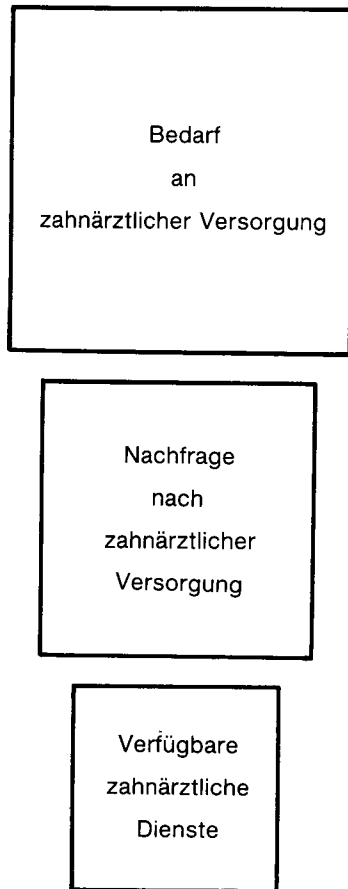 Bedarf
an
zahnärztlicher Versorgung
Nachfrage
nach
zahnärztlicher
Versorgung
Verfügbare
zahnärztliche
Dienste